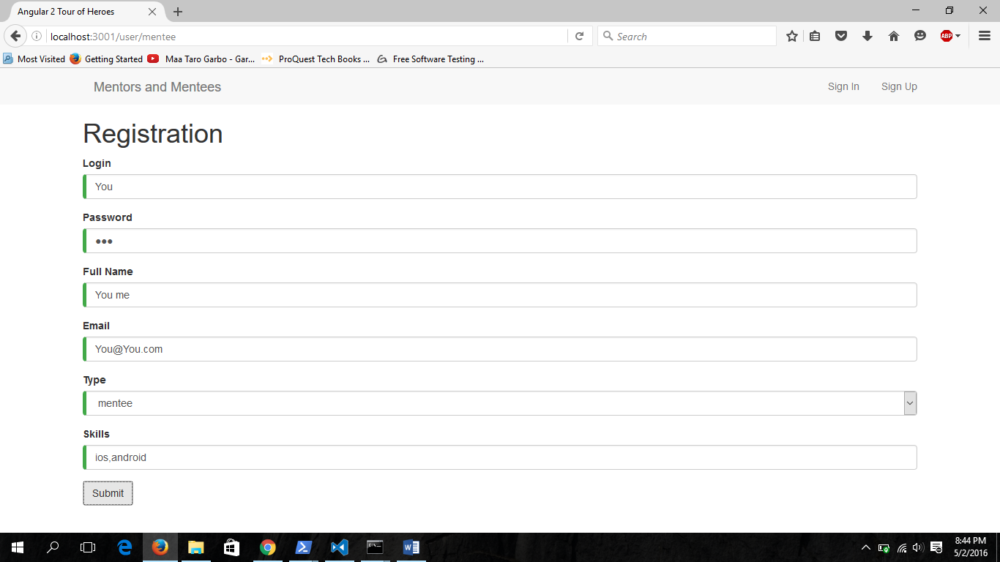 Angular 2 Tour of Heroes
localhost:3001/user/mentee
Search
ABP
Most Visited Getting Started Maa Taro Garbo - Gar... ProQuest Tech Books ... Free Software Testing ...
Mentors and Mentees Sign In Sign Up
Registration
Login
You
Password
●●●
Full Name
You me
Email
You@You.com
Type
mentee
Skills
ios,android
Submit
8:44 PM
5/2/2016